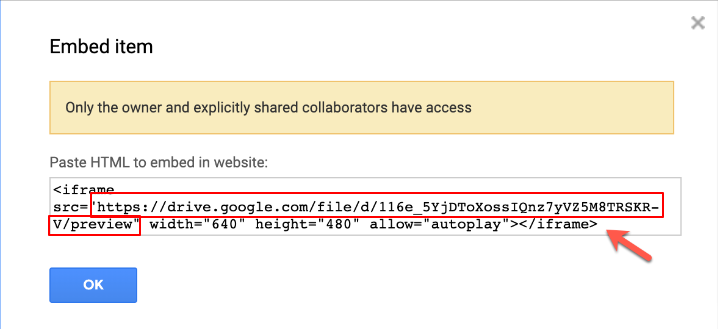 Embed item
Only the owner and explicitly shared collaborators have access
Paste HTML to embed in website:
<iframe
src="https://drive.google.com/file/d/116e_5YjDToXossIQnz7yVZ5M8TRSKR-
V/preview" width="640" height="480" allow="autoplay"></iframe>
OK